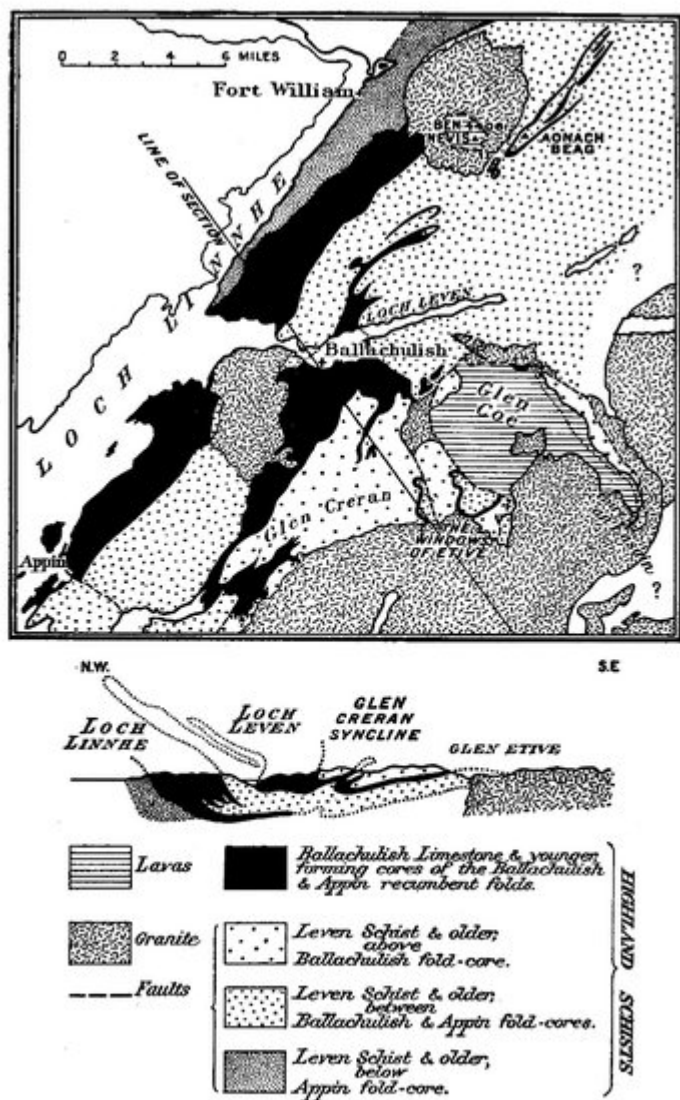 0 2 4 6 MILES
Fort William
BEN NEVIS
AONACH BEAG
LINE OF SECTION
LOCH LINNHE
LOCH LEVEN
Ballachulish
?
Glen Coe
Glen Creran
THE WINDOWS OF ETIVE
Appin
?
N.W. S.E
LOCH LINNHE
LOCH LEVEN
GLEN CRERAN SYNCLINE
GLEN ETIVE
Lavas
Ballachulish Limestone & younger,
forming cores of the Ballachulish
& Appin recumbent folds.
Granite
Leven Schist & older,
above
Ballachulish fold-core.
Faults
Leven Schist & older,
between
Ballachulish & Appin fold-cores.
Leven Schist & older,
below
Appin fold-core.
HIGHLAND SCHISTS